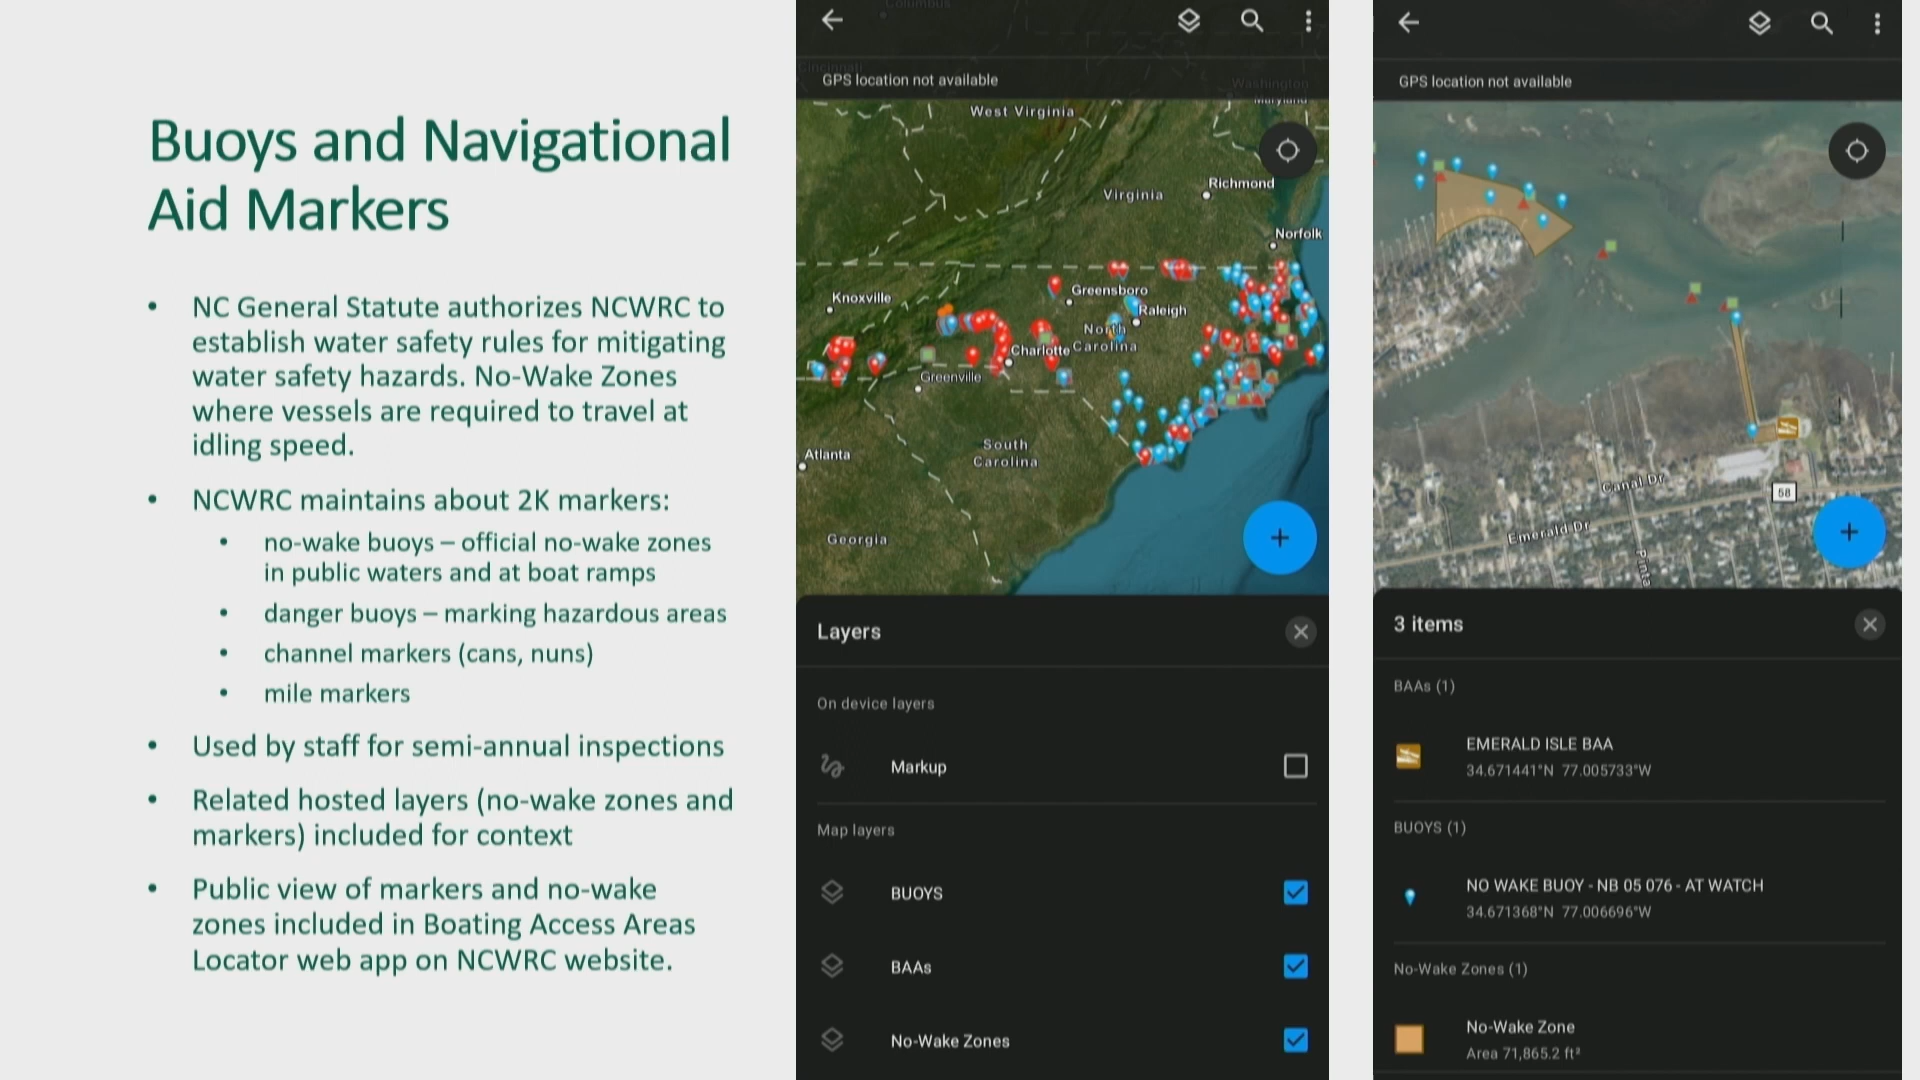 Buoys and Navigational
Aid Markers
• NC General Statute authorizes NCWRC to
establish water safety rules for mitigating
water safety hazards. No-Wake Zones
where vessels are required to travel at
idling speed.
• NCWRC maintains about 2K markers:
• no-wake buoys – official no-wake zones
in public waters and at boat ramps
• danger buoys – marking hazardous areas
• channel markers (cans, nuns)
• mile markers
• Used by staff for semi-annual inspections
• Related hosted layers (no-wake zones and
markers) included for context
• Public view of markers and no-wake
zones included in Boating Access Areas
Locator web app on NCWRC website.
Columbus
Cincinnati
GPS location not available
Washington
Maryland
West Virginia
Virginia
Richmond
Norfolk
Knoxville
Greensboro
Raleigh
North
Carolina
Charlotte
Greenville
South
Carolina
Atlanta
Georgia
+
Layers
On device layers
Markup
Map layers
BUOYS
BAAs
No-Wake Zones
GPS location not available
Canal Dr
58
Emerald Dr
Pinta
+
3 items
BAAs (1)
EMERALD ISLE BAA
34.671441°N 77.005733°W
BUOYS (1)
NO WAKE BUOY - NB 05 076 - AT WATCH
34.671368°N 77.006696°W
No-Wake Zones (1)
No-Wake Zone
Area 71,865.2 ft²